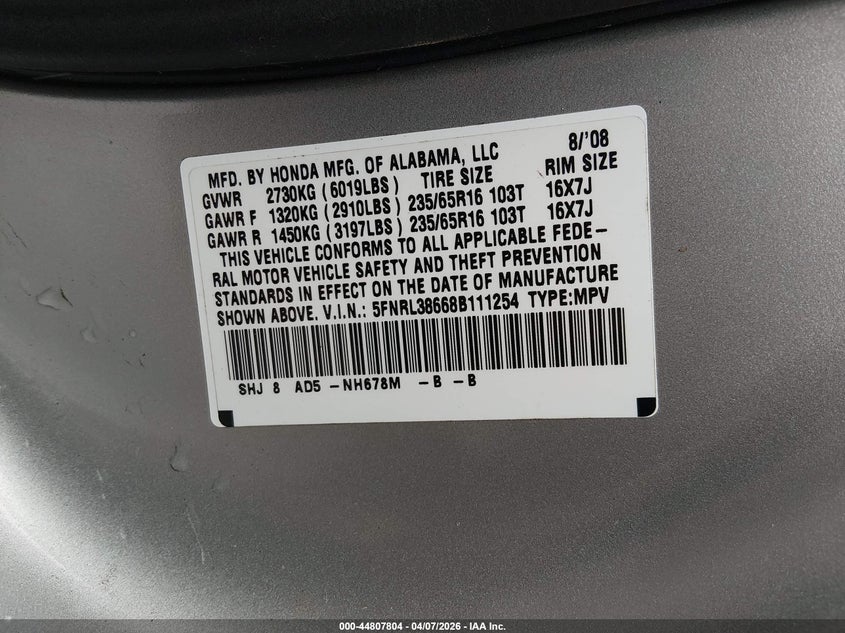 MFD. BY HONDA MFG. OF ALABAMA, LLC 8/'08
GVWR 2730KG (6019LBS) TIRE SIZE RIM SIZE
GAWR F 1320KG (2910LBS) 235/65R16 103T 16X7J
GAWR R 1450KG (3197LBS) 235/65R16 103T 16X7J
THIS VEHICLE CONFORMS TO ALL APPLICABLE FEDE-
RAL MOTOR VEHICLE SAFETY AND THEFT PREVENTION
STANDARDS IN EFFECT ON THE DATE OF MANUFACTURE
SHOWN ABOVE. V.I.N.: 5FNRL38668B111254 TYPE:MPV
SHJ 8 AD5 -NH678M -B -B
000-44807804 | 04/07/2026 - IAA Inc.